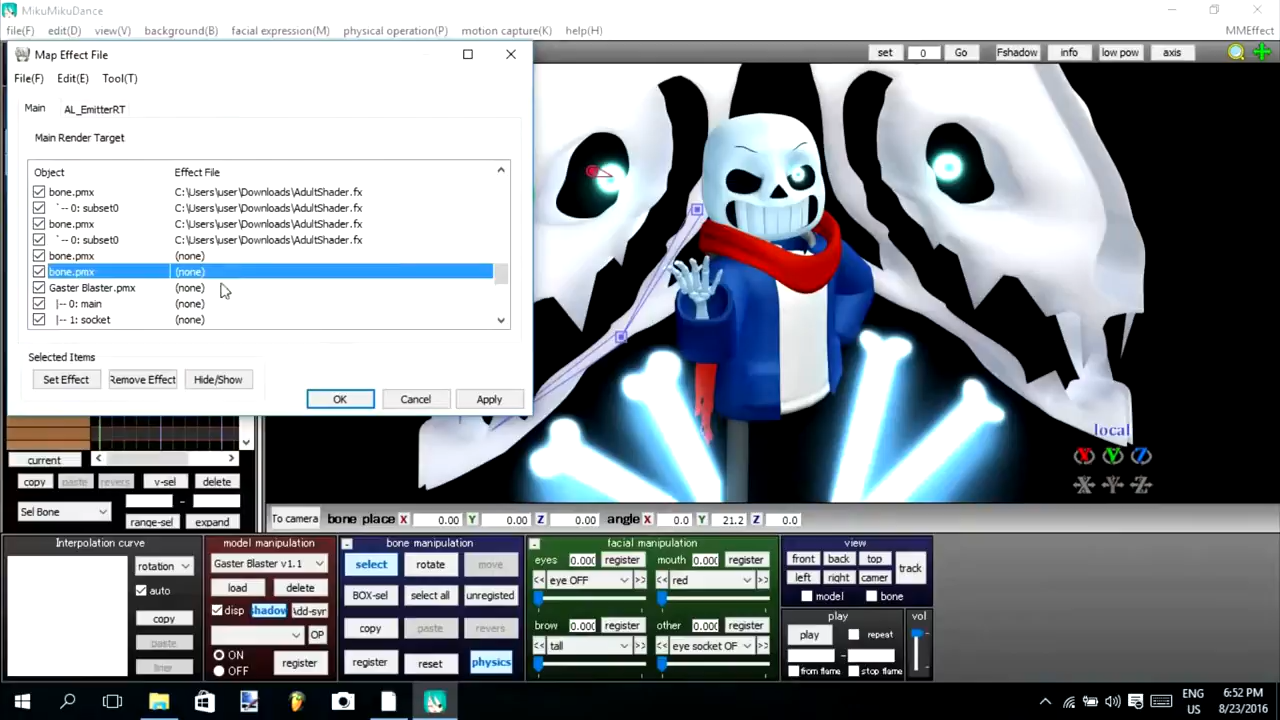 MikuMikuDance
file(F) edit(D) view(V) background(B) facial expression(M) physical operation(P) motion capture(K) help(H) MMEffect
Map Effect File
set 0 Go Fshadow info low pow axis
File(F) Edit(E) Tool(T)
Main AL_EmitterRT
Main Render Target
Object Effect File
bone.pmx C:\Users\user\Downloads\AdultShader.fx
`-- 0: subset0 C:\Users\user\Downloads\AdultShader.fx
bone.pmx C:\Users\user\Downloads\AdultShader.fx
`-- 0: subset0 C:\Users\user\Downloads\AdultShader.fx
bone.pmx (none)
bone.pmx (none)
Gaster Blaster.pmx (none)
|-- 0: main (none)
|-- 1: socket (none)
Selected Items
Set Effect Remove Effect Hide/Show
OK Cancel Apply
local
X Y Z
X Y Z
current
copy paste revers v-sel delete
Sel Bone - range-sel expand
To camera bone place X 0.00 Y 0.00 Z 0.00 angle X 0.0 Y 21.2 Z 0.0
Interpolation curve
rotation
auto
copy
paste
liner
model manipulation
Gaster Blaster v1.1
load delete
disp shadow Add-syn
OP
ON
OFF
register
- bone manipulation
select rotate move
BOX-sel select all unregisted
copy paste revers
register reset physics
- facial manipulation
eyes 0.000 register mouth 0.000 register
<< eye OFF >> << red >>
brow 0.000 register other 0.000 register
<< tall >> << eye socket OF >>
view
front back top
left right camer track
model bone
play
play repeat
-
from flame stop flame
vol
ENG
US
6:52 PM
8/23/2016